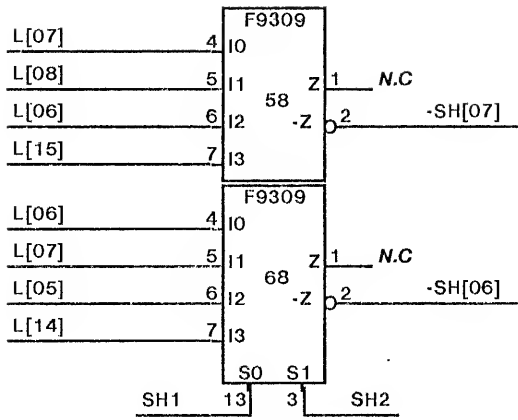 F9309
L[07] 4 I0
L[08] 5 I1 Z 1 N.C
58
L[06] 6 I2 -Z 2 -SH[07]
L[15] 7 I3
F9309
L[06] 4 I0
L[07] 5 I1 Z 1 N.C
68
L[05] 6 I2 -Z 2 -SH[06]
L[14] 7 I3
S0 S1
SH1 13 3 SH2